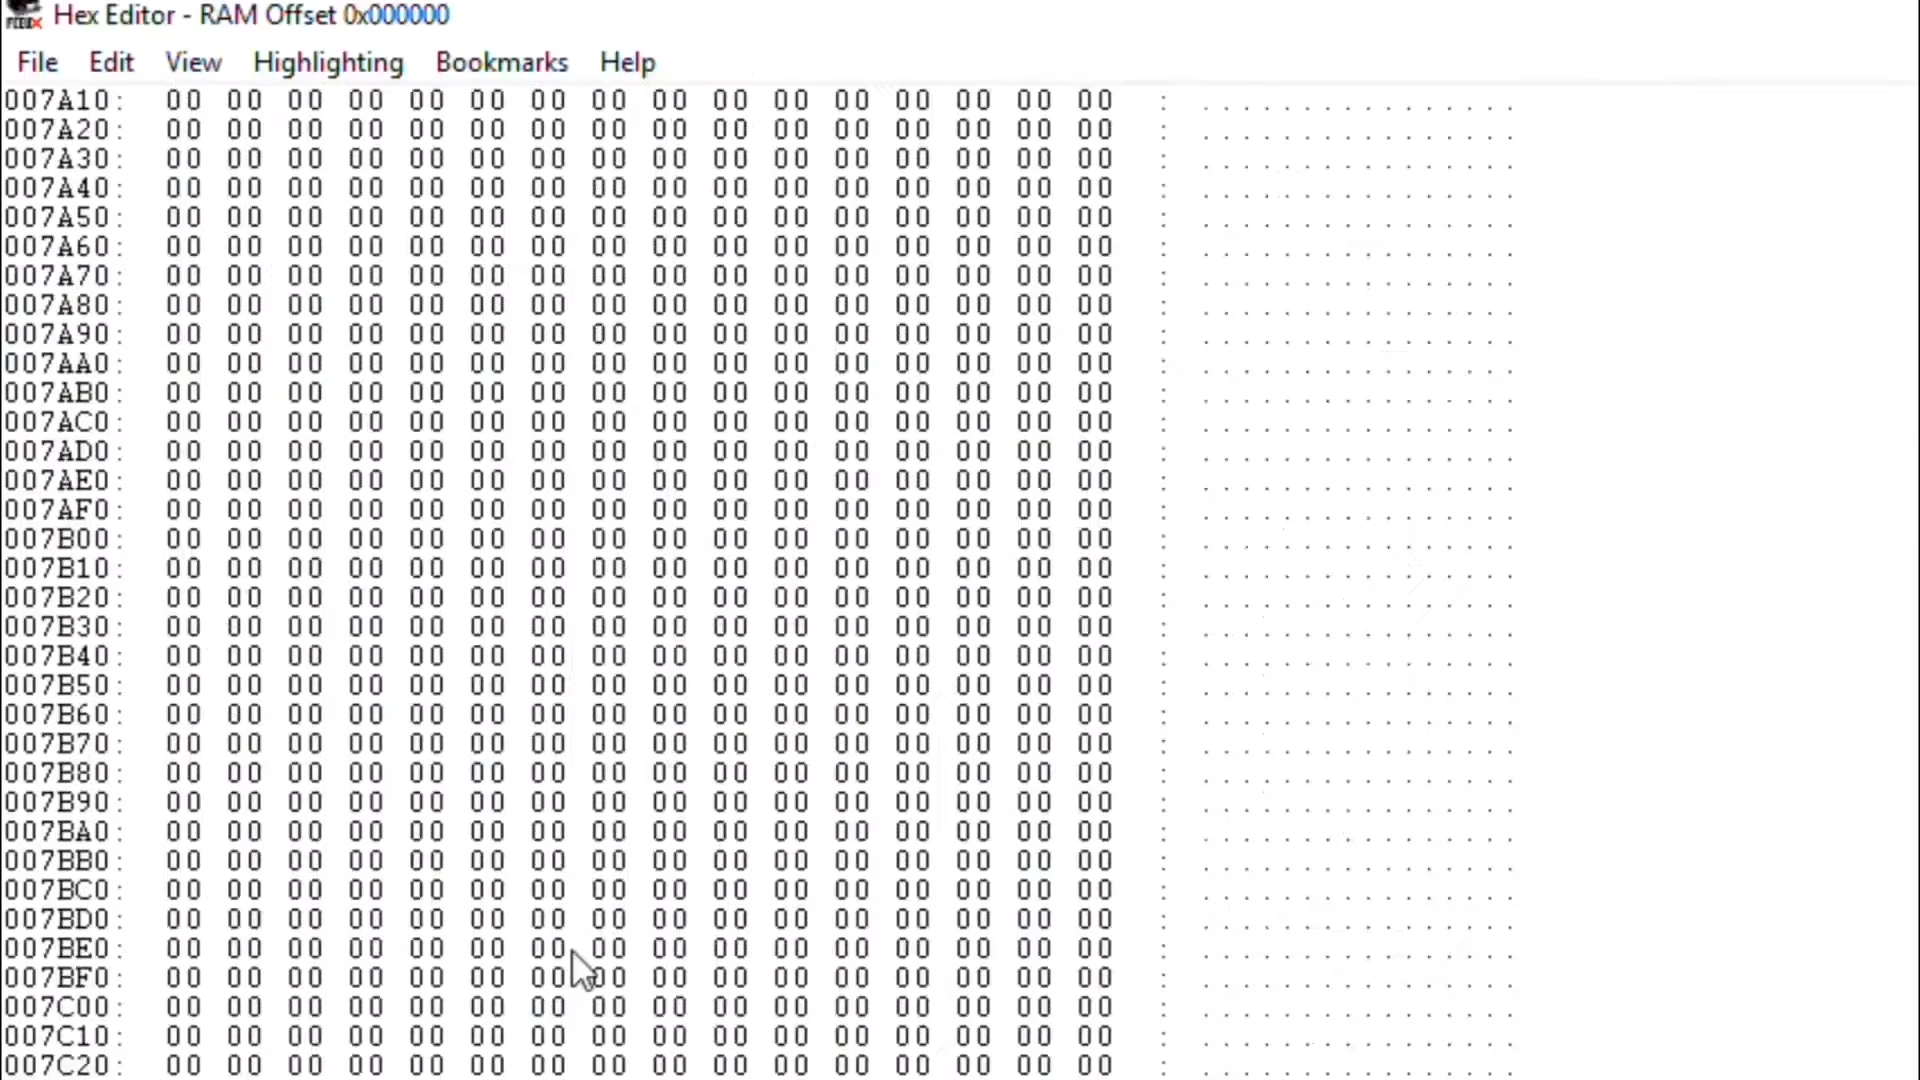 Hex Editor - RAM Offset 0x000000
File Edit View Highlighting Bookmarks Help
007A10: 00 00 00 00 00 00 00 00 00 00 00 00 00 00 00 00 : ................
007A20: 00 00 00 00 00 00 00 00 00 00 00 00 00 00 00 00 : ................
007A30: 00 00 00 00 00 00 00 00 00 00 00 00 00 00 00 00 : ................
007A40: 00 00 00 00 00 00 00 00 00 00 00 00 00 00 00 00 : ................
007A50: 00 00 00 00 00 00 00 00 00 00 00 00 00 00 00 00 : ................
007A60: 00 00 00 00 00 00 00 00 00 00 00 00 00 00 00 00 : ................
007A70: 00 00 00 00 00 00 00 00 00 00 00 00 00 00 00 00 : ................
007A80: 00 00 00 00 00 00 00 00 00 00 00 00 00 00 00 00 : ................
007A90: 00 00 00 00 00 00 00 00 00 00 00 00 00 00 00 00 : ................
007AA0: 00 00 00 00 00 00 00 00 00 00 00 00 00 00 00 00 : ................
007AB0: 00 00 00 00 00 00 00 00 00 00 00 00 00 00 00 00 : ................
007AC0: 00 00 00 00 00 00 00 00 00 00 00 00 00 00 00 00 : ................
007AD0: 00 00 00 00 00 00 00 00 00 00 00 00 00 00 00 00 : ................
007AE0: 00 00 00 00 00 00 00 00 00 00 00 00 00 00 00 00 : ................
007AF0: 00 00 00 00 00 00 00 00 00 00 00 00 00 00 00 00 : ................
007B00: 00 00 00 00 00 00 00 00 00 00 00 00 00 00 00 00 : ................
007B10: 00 00 00 00 00 00 00 00 00 00 00 00 00 00 00 00 : ................
007B20: 00 00 00 00 00 00 00 00 00 00 00 00 00 00 00 00 : ................
007B30: 00 00 00 00 00 00 00 00 00 00 00 00 00 00 00 00 : ................
007B40: 00 00 00 00 00 00 00 00 00 00 00 00 00 00 00 00 : ................
007B50: 00 00 00 00 00 00 00 00 00 00 00 00 00 00 00 00 : ................
007B60: 00 00 00 00 00 00 00 00 00 00 00 00 00 00 00 00 : ................
007B70: 00 00 00 00 00 00 00 00 00 00 00 00 00 00 00 00 : ................
007B80: 00 00 00 00 00 00 00 00 00 00 00 00 00 00 00 00 : ................
007B90: 00 00 00 00 00 00 00 00 00 00 00 00 00 00 00 00 : ................
007BA0: 00 00 00 00 00 00 00 00 00 00 00 00 00 00 00 00 : ................
007BB0: 00 00 00 00 00 00 00 00 00 00 00 00 00 00 00 00 : ................
007BC0: 00 00 00 00 00 00 00 00 00 00 00 00 00 00 00 00 : ................
007BD0: 00 00 00 00 00 00 00 00 00 00 00 00 00 00 00 00 : ................
007BE0: 00 00 00 00 00 00 00 00 00 00 00 00 00 00 00 00 : ................
007BF0: 00 00 00 00 00 00 00 00 00 00 00 00 00 00 00 00 : ................
007C00: 00 00 00 00 00 00 00 00 00 00 00 00 00 00 00 00 : ................
007C10: 00 00 00 00 00 00 00 00 00 00 00 00 00 00 00 00 : ................
007C20: 00 00 00 00 00 00 00 00 00 00 00 00 00 00 00 00 : ................